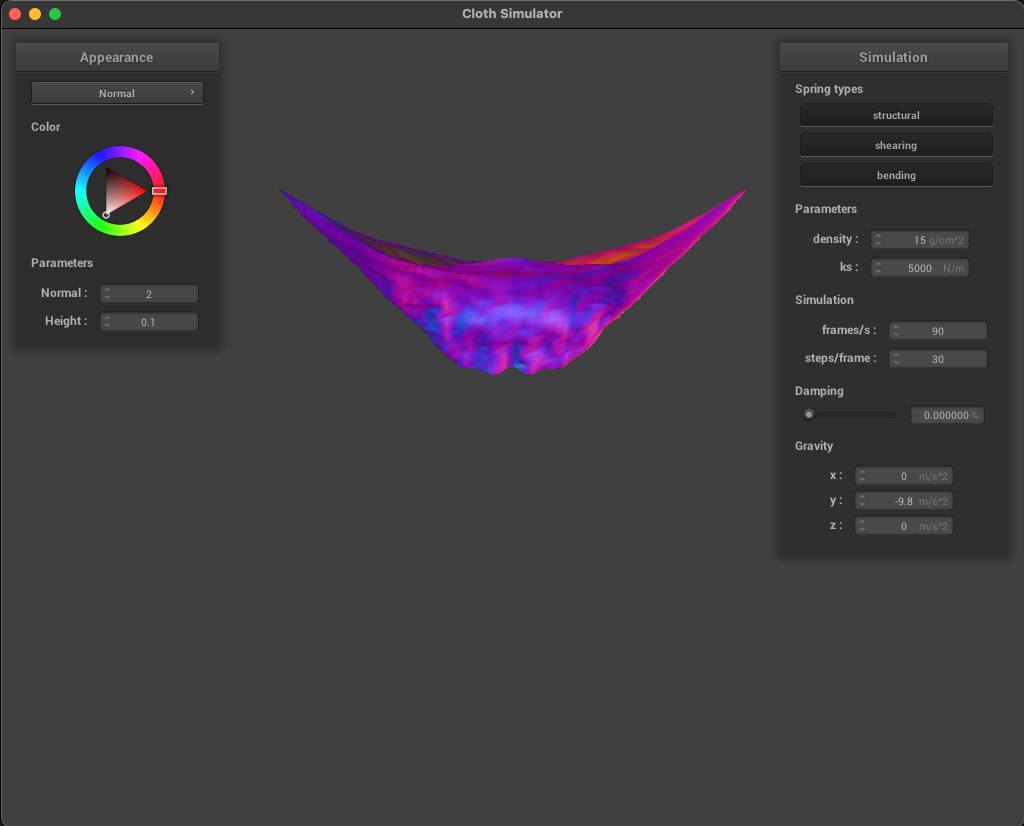 Cloth Simulator
Appearance
Normal
Color
Parameters
Normal : 2
Height : 0.1
Simulation
Spring types
structural
shearing
bending
Parameters
density : 15 g/cm^2
ks : 5000 N/m
Simulation
frames/s : 90
steps/frame : 30
Damping
0.000000 %
Gravity
x : 0 m/s^2
y : -9.8 m/s^2
z : 0 m/s^2